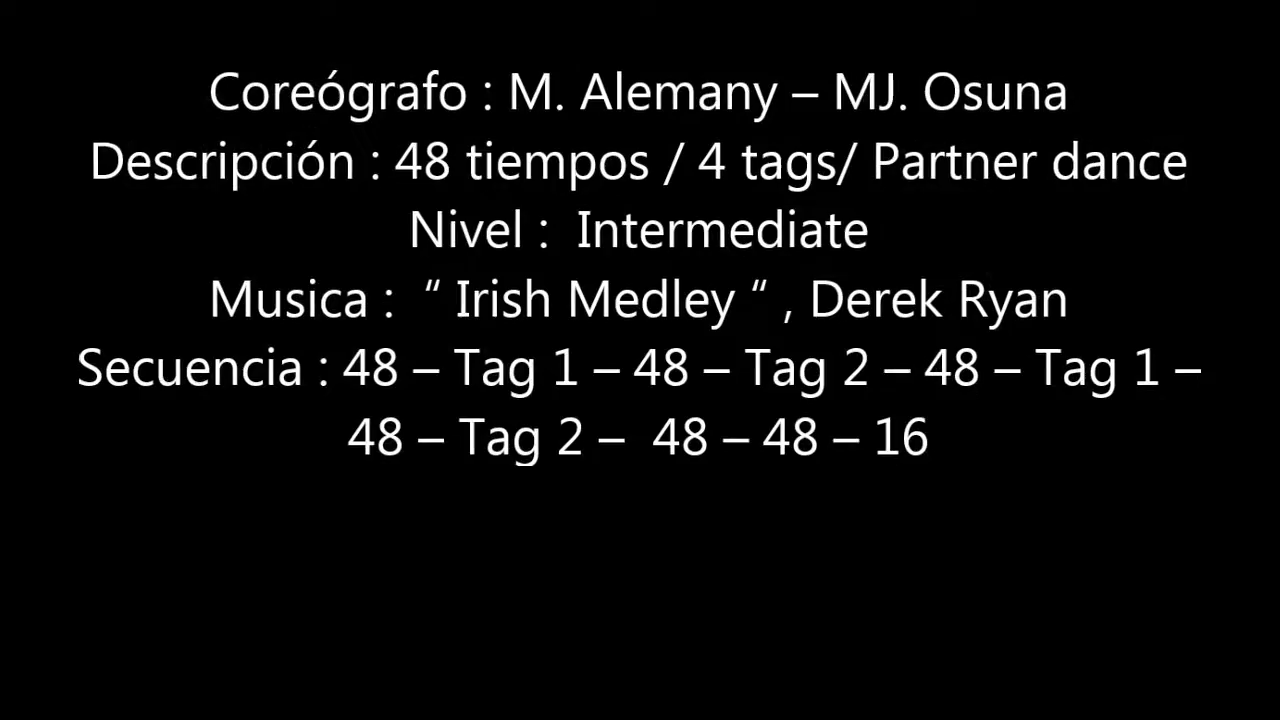 Coreógrafo : M. Alemany – MJ. Osuna
Descripción : 48 tiempos / 4 tags/ Partner dance
Nivel :  Intermediate
Musica :  “ Irish Medley “ , Derek Ryan
Secuencia : 48 – Tag 1 – 48 – Tag 2 – 48 – Tag 1 –
48 – Tag 2 –  48 – 48 – 16